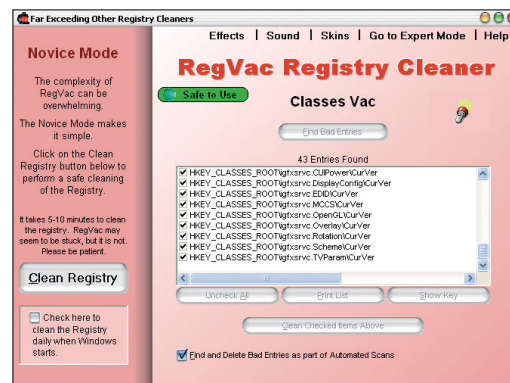 Far Exceeding Other Registry Cleaners
Effects | Sound | Skins | Go to Expert Mode | Help
Novice Mode
The complexity of
RegVac can be
overwhelming.
The Novice Mode makes
it simple.
Click on the Clean
Registry button below to
perform a safe cleaning
of the Registry.
It takes 5-10 minutes to clean
the registry. RegVac may
seem to be stuck, but it is not.
Please be patient.
Clean Registry
Check here to
clean the Registry
daily when Windows
starts.
RegVac Registry Cleaner
Safe to Use
Classes Vac
Find Bad Entries
43 Entries Found
HKEY_CLASSES_ROOT\igfxsrvc.CUIPower\CurVer
HKEY_CLASSES_ROOT\igfxsrvc.DisplayConfig\CurVer
HKEY_CLASSES_ROOT\igfxsrvc.EDID\CurVer
HKEY_CLASSES_ROOT\igfxsrvc.MCCS\CurVer
HKEY_CLASSES_ROOT\igfxsrvc.OpenGL\CurVer
HKEY_CLASSES_ROOT\igfxsrvc.Overlay\CurVer
HKEY_CLASSES_ROOT\igfxsrvc.Rotation\CurVer
HKEY_CLASSES_ROOT\igfxsrvc.Scheme\CurVer
HKEY_CLASSES_ROOT\igfxsrvc.TVParam\CurVer
Uncheck All
Print List
Show Key
Clean Checked Items Above
Find and Delete Bad Entries as part of Automated Scans